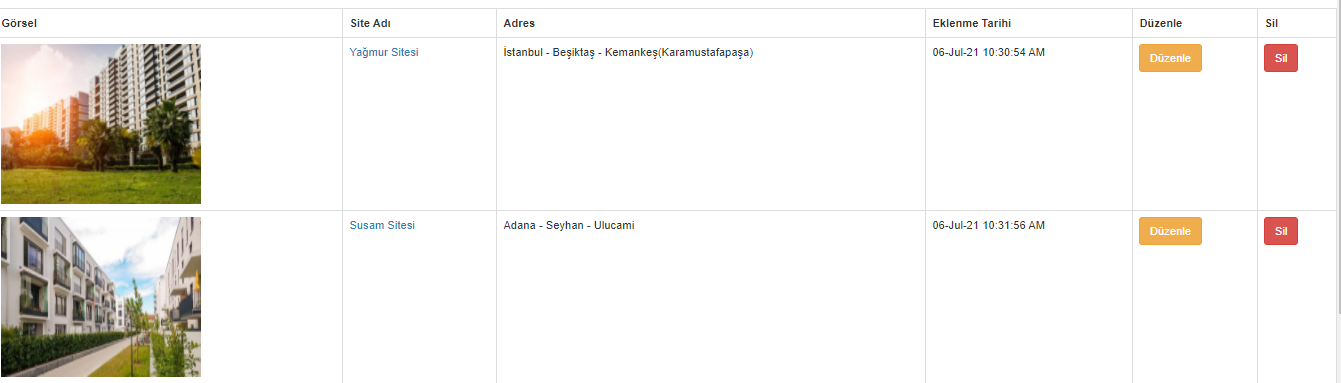 Görsel Site Adı Adres Eklenme Tarihi Düzenle Sil
Yağmur Sitesi İstanbul - Beşiktaş - Kemankeş(Karamustafapaşa) 06-Jul-21 10:30:54 AM Düzenle Sil
Susam Sitesi Adana - Seyhan - Ulucami 06-Jul-21 10:31:56 AM Düzenle Sil